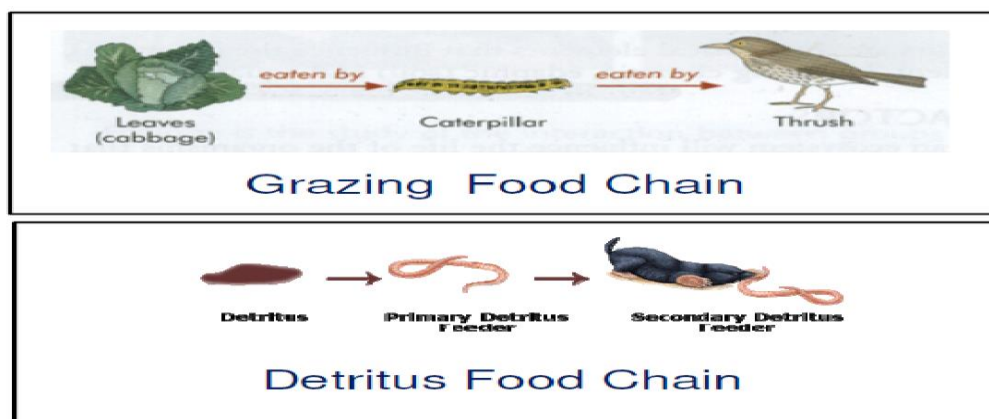 eaten by
eaten by
Leaves
(cabbage)
Caterpillar
Thrush
Grazing Food Chain
Detritus
Primary Detritus
Feeder
Secondary Detritus
Feeder
Detritus Food Chain